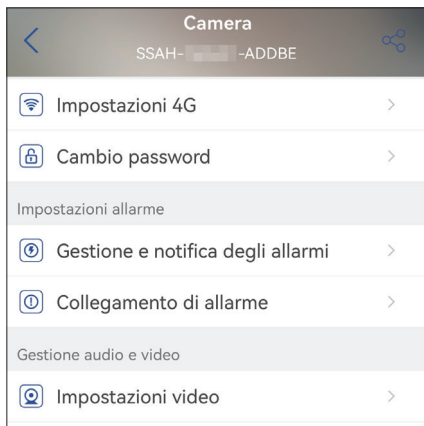 Camera
SSAH- -ADDBE
Impostazioni 4G
Cambio password
Impostazioni allarme
Gestione e notifica degli allarmi
Collegamento di allarme
Gestione audio e video
Impostazioni video